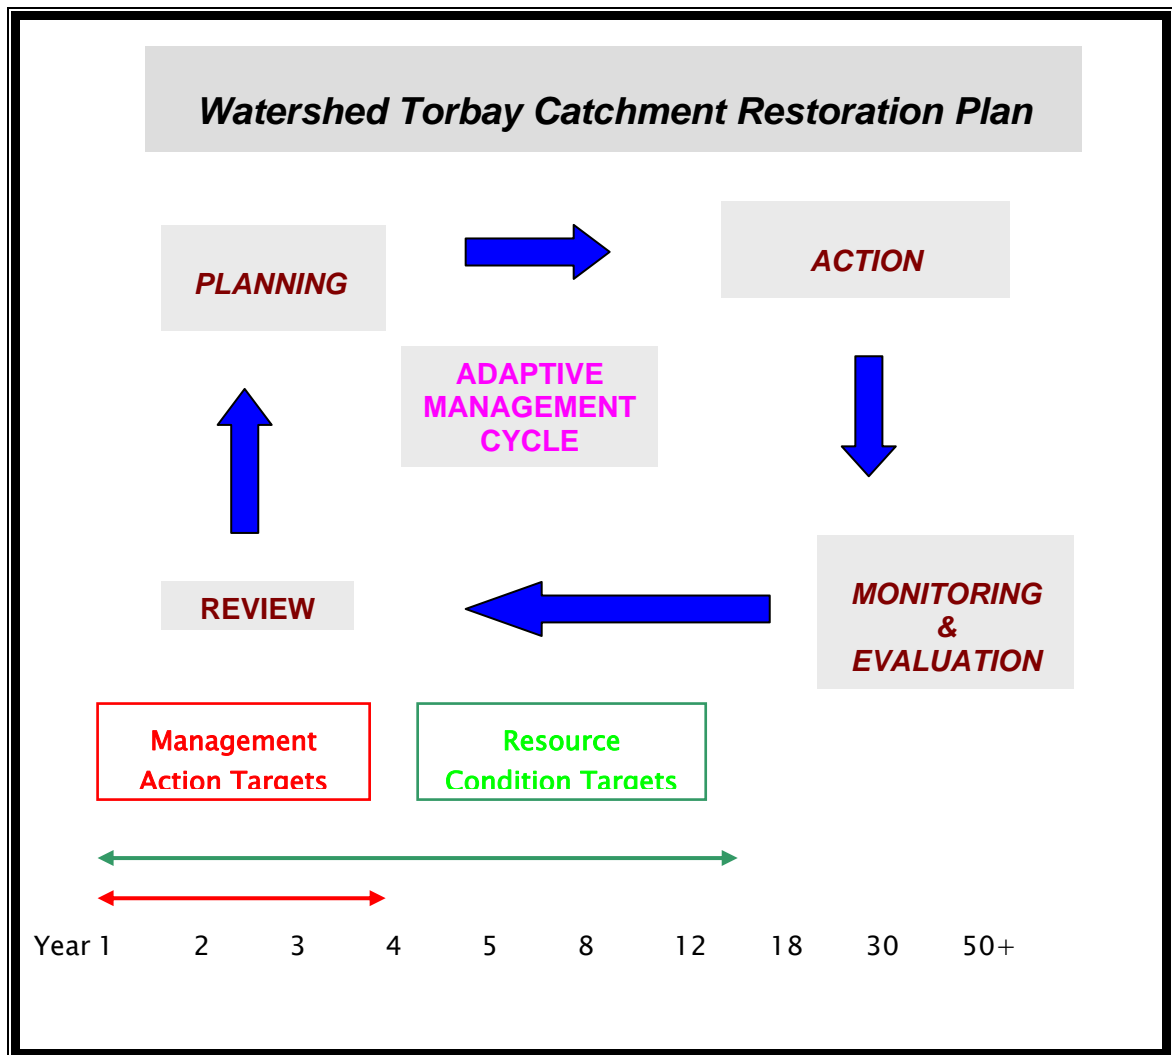 Watershed Torbay Catchment Restoration Plan
PLANNING
ACTION
ADAPTIVE
MANAGEMENT
CYCLE
REVIEW
MONITORING
&
EVALUATION
Management
Action Targets
Resource
Condition Targets
Year 1 2 3 4 5 8 12 18 30 50+